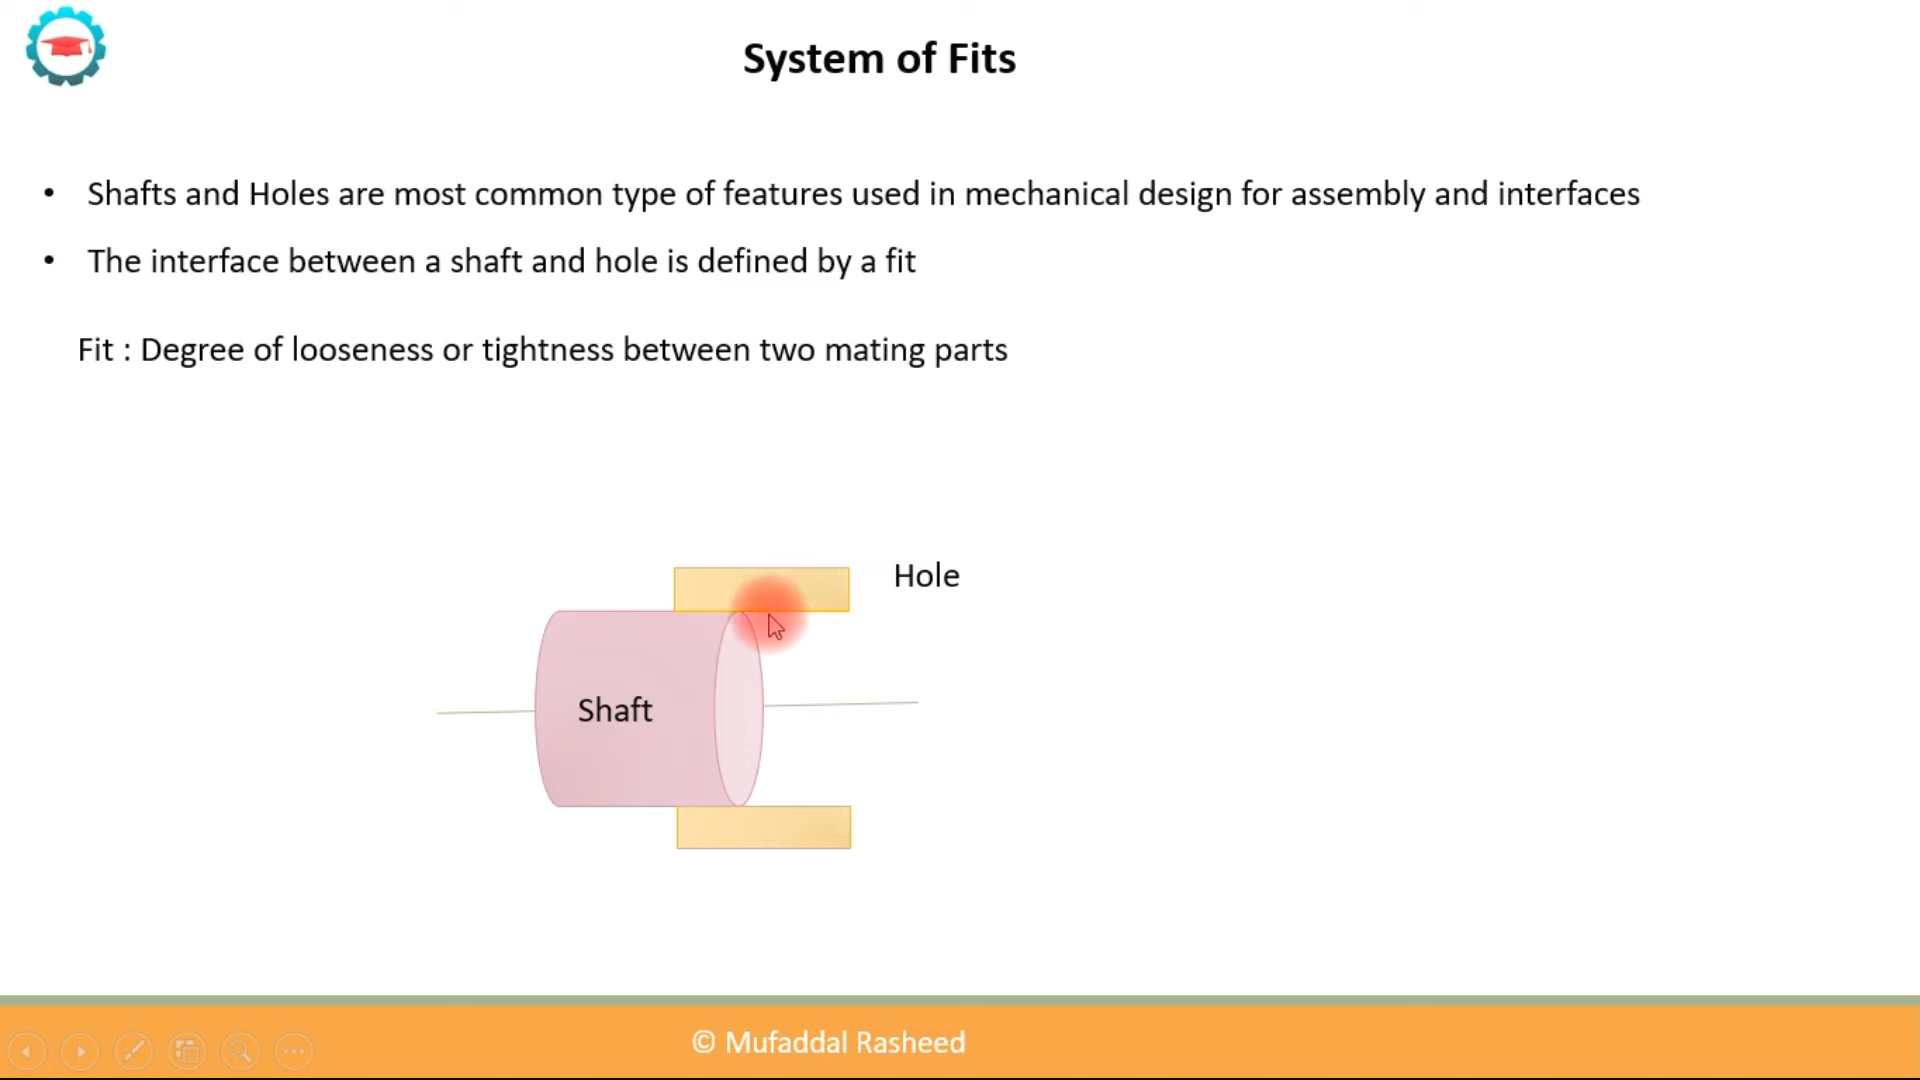 System of Fits
• Shafts and Holes are most common type of features used in mechanical design for assembly and interfaces
• The interface between a shaft and hole is defined by a fit
Fit : Degree of looseness or tightness between two mating parts
Hole
Shaft
© Mufaddal Rasheed